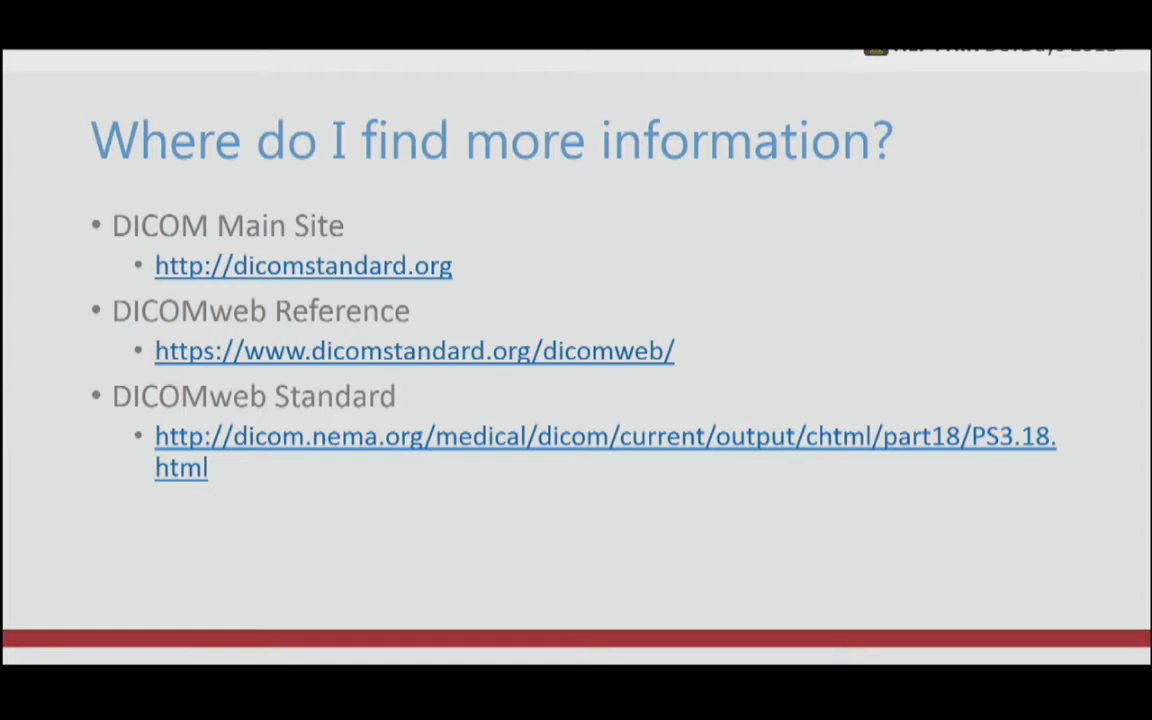 Where do I find more information?
• DICOM Main Site
• http://dicomstandard.org
• DICOMweb Reference
• https://www.dicomstandard.org/dicomweb/
• DICOMweb Standard
• http://dicom.nema.org/medical/dicom/current/output/chtml/part18/PS3.18.
html